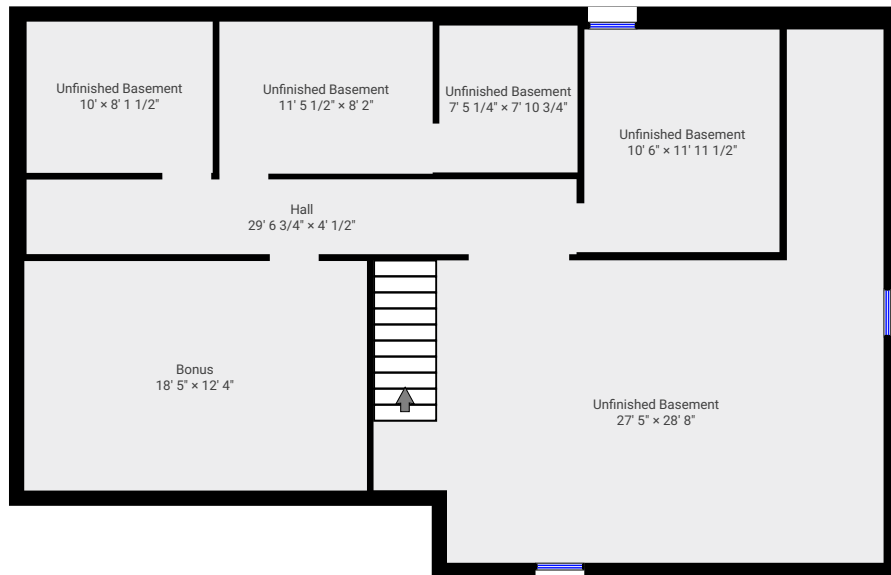 Unfinished Basement
10' × 8' 1 1/2"
Unfinished Basement
11' 5 1/2" × 8' 2"
Unfinished Basement
7' 5 1/4" × 7' 10 3/4"
Unfinished Basement
10' 6" × 11' 11 1/2"
Hall
29' 6 3/4" × 4' 1/2"
Bonus
18' 5" × 12' 4"
Unfinished Basement
27' 5" × 28' 8"